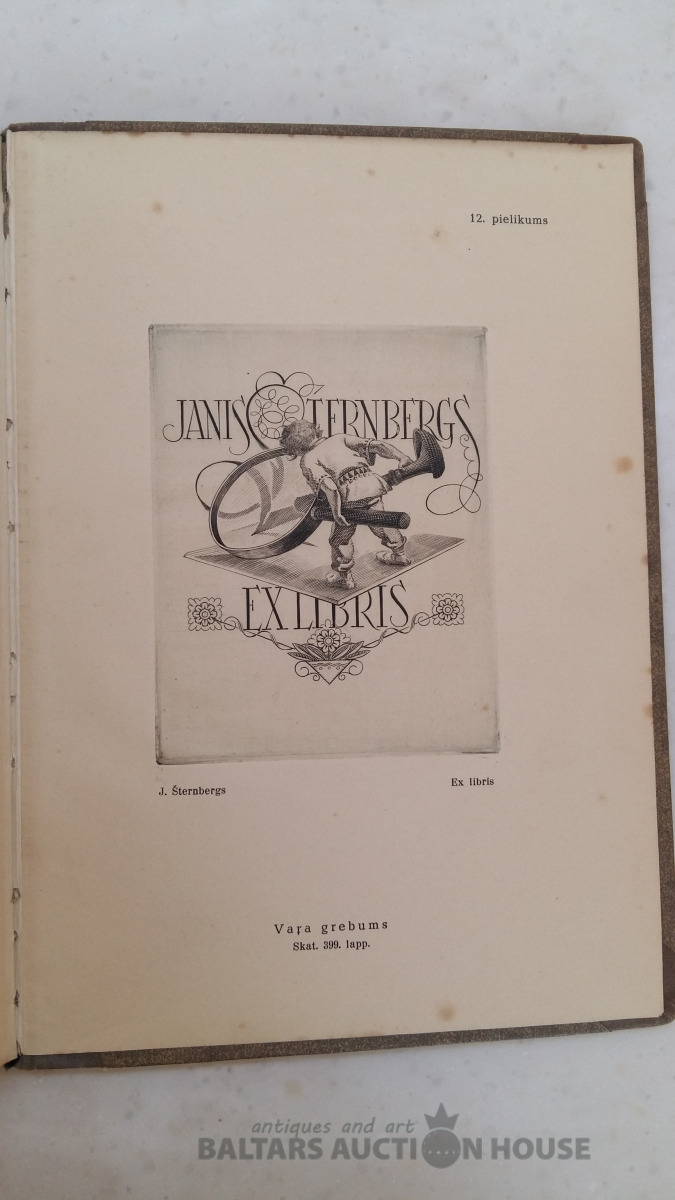 12. pielikums
JANIS ŠTERNBERGS
EX LIBRIS
J. Šternbergs
Ex libris
Vaŗa grebums
Skat. 399. lapp.
antiques and art
BALTARS AUCTION HOUSE